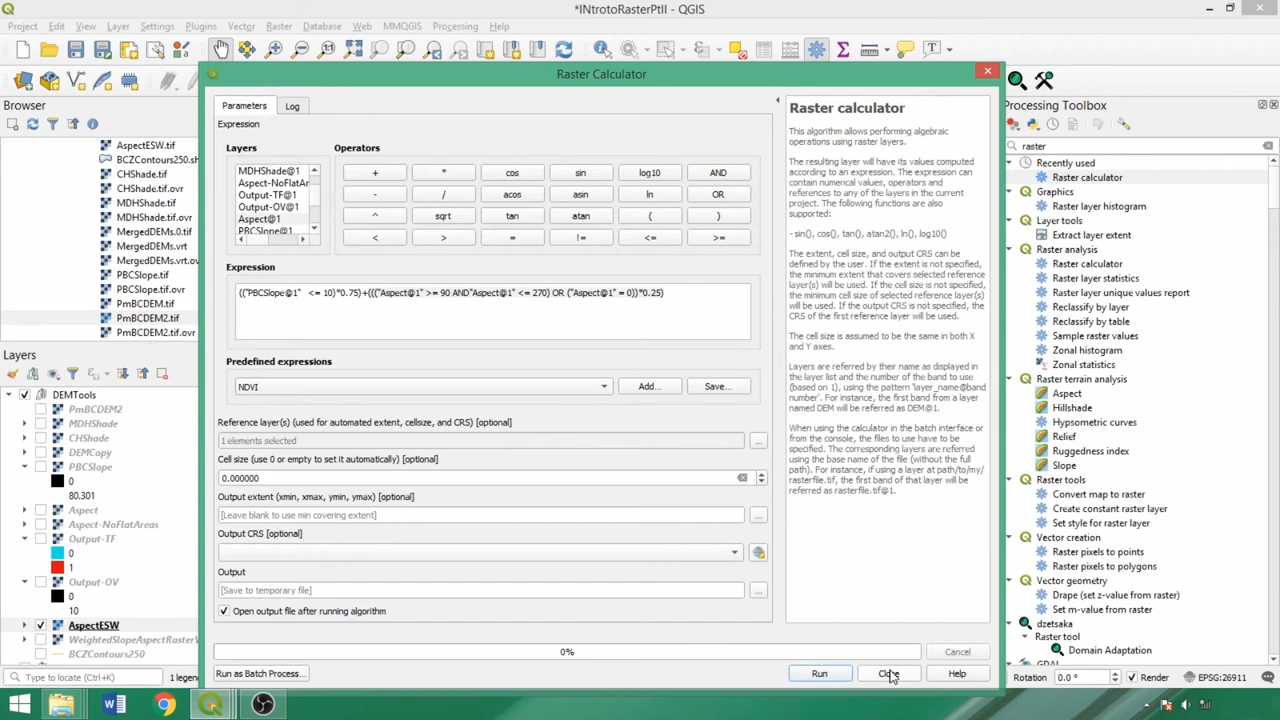 *INtrotoRasterPtII - QGIS
Project Edit View Layer Settings Plugins Vector Raster Database Web MMQGIS Processing Help
Browser
AspectESW.tif
BCZContours250.sh
CHShade.tif
CHShade.tif.ovr
MDHShade.tif
MDHShade.tif.ovr
MergedDEMs.0.tif
MergedDEMs.vrt
MergedDEMs.vrt.ovr
PBCSlope.tif
PBCSlope.tif.ovr
PmBCDEM.tif
PmBCDEM2.tif
PmBCDEM2.tif.ovr
Layers
DEMTools
PmBCDEM2
MDHShade
CHShade
DEMCopy
PBCSlope
0
80.301
Aspect
Aspect-NoFlatAreas
Output-TF
0
1
Output-OV
0
10
AspectESW
WeightedSlopeAspectRasterV
BCZContours250
Type to locate (Ctrl+K)
1 legen
Raster Calculator
Parameters Log
Expression
Layers
MDHShade@1
Aspect-NoFlatAr
Output-TF@1
Output-OV@1
Aspect@1
PBCSlope@1
Operators
+ * cos sin log10 AND
- / acos asin ln OR
^ sqrt tan atan ( )
< > = != <= >=
Expression
(("PBCSlope@1" <= 10)*0.75)+((("Aspect@1" >= 90 AND"Aspect@1" <= 270) OR ("Aspect@1" = 0))*0.25)
Predefined expressions
NDVI
Add...
Save...
Reference layer(s) (used for automated extent, cellsize, and CRS) [optional]
1 elements selected
...
Cell size (use 0 or empty to set it automatically) [optional]
0.000000
Output extent (xmin, xmax, ymin, ymax) [optional]
[Leave blank to use min covering extent]
...
Output CRS [optional]
Output
[Save to temporary file]
...
Open output file after running algorithm
0%
Cancel
Run as Batch Process...
Run
Close
Help
Raster calculator
This algorithm allows performing algebraic
operations using raster layers.
The resulting layer will have its values computed
according to an expression. The expression can
contain numerical values, operators and
references to any of the layers in the current
project. The following functions are also
supported:
- sin(), cos(), tan(), atan2(), ln(), log10()
The extent, cell size, and output CRS can be
defined by the user. If the extent is not specified,
the minimum extent that covers selected reference
layer(s) will be used. If the cell size is not specified,
the minimum cell size of selected reference
layer(s) will be used. If the output CRS is not
specified, the CRS of the first reference layer will be
used.
The cell size is assumed to be the same in both X
and Y axes.
Layers are referred by their name as displayed in
the layer list and the number of the band to use
(based on 1), using the pattern 'layer_name@band
number'. For instance, the first band from a layer
named DEM will be referred as DEM@1.
When using the calculator in the batch interface or
from the console, the files to use have to be
specified. The corresponding layers are referred
using the base name of the file (without the full
path). For instance, if using a layer at path/to/my/
rasterfile.tif, the first band of that layer will be
referred as rasterfile.tif@1.
Processing Toolbox
raster
Recently used
Raster calculator
Graphics
Raster layer histogram
Layer tools
Extract layer extent
Raster analysis
Raster calculator
Raster layer statistics
Raster layer unique values report
Reclassify by layer
Reclassify by table
Sample raster values
Zonal histogram
Zonal statistics
Raster terrain analysis
Aspect
Hillshade
Hypsometric curves
Relief
Ruggedness index
Slope
Raster tools
Convert map to raster
Create constant raster layer
Set style for raster layer
Vector creation
Raster pixels to points
Raster pixels to polygons
Vector geometry
Drape (set z-value from raster)
Set m-value from raster
dzetsaka
Raster tool
Domain Adaptation
GDAL
Rotation 0.0 °
Render
EPSG:26911